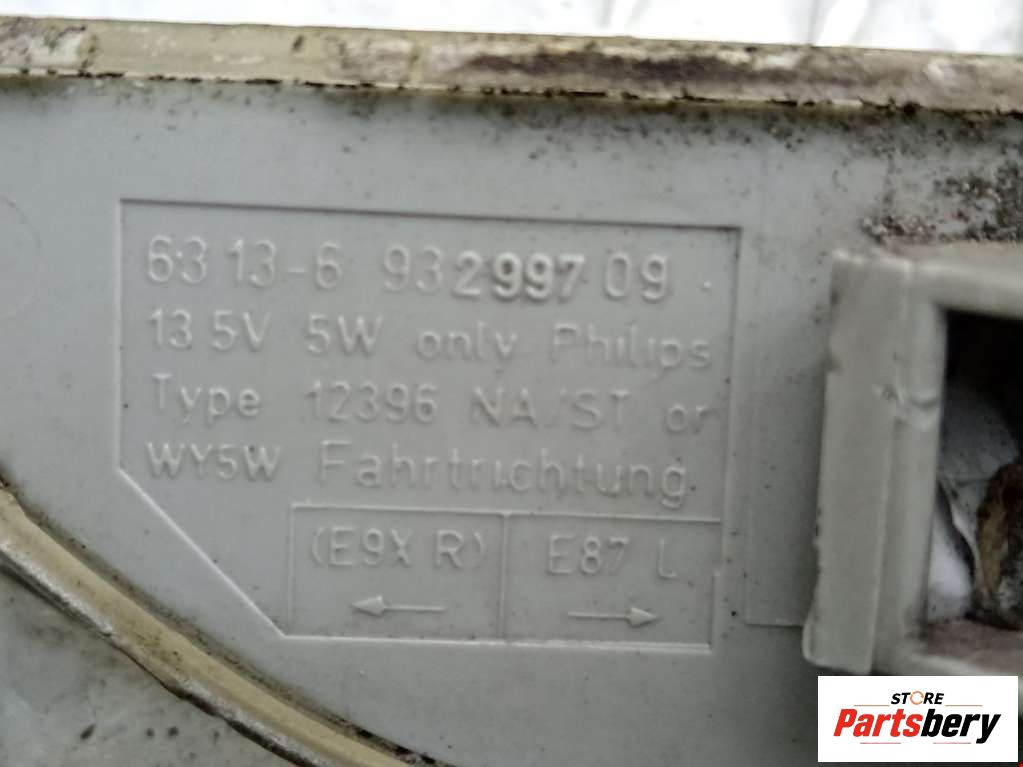 63 13-6 932997 09
13.5V 5W only Philips
Type 12396 NA/ST or
WY5W Fahrtrichtung
(E9X R) E87 L
STORE
Partsbery